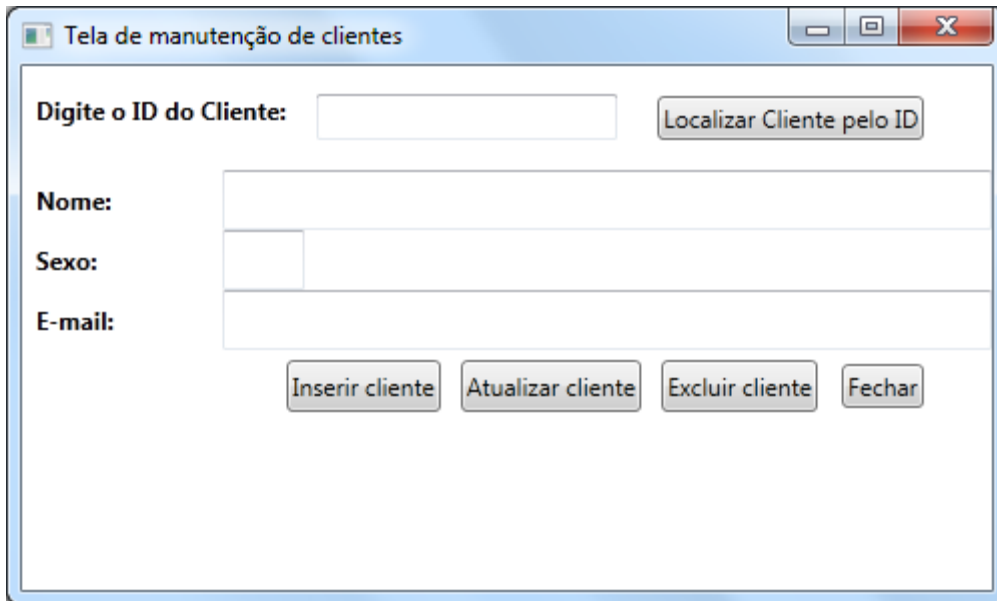 Tela de manutenção de clientes
Digite o ID do Cliente: Localizar Cliente pelo ID
Nome:
Sexo:
E-mail:
Inserir cliente Atualizar cliente Excluir cliente Fechar